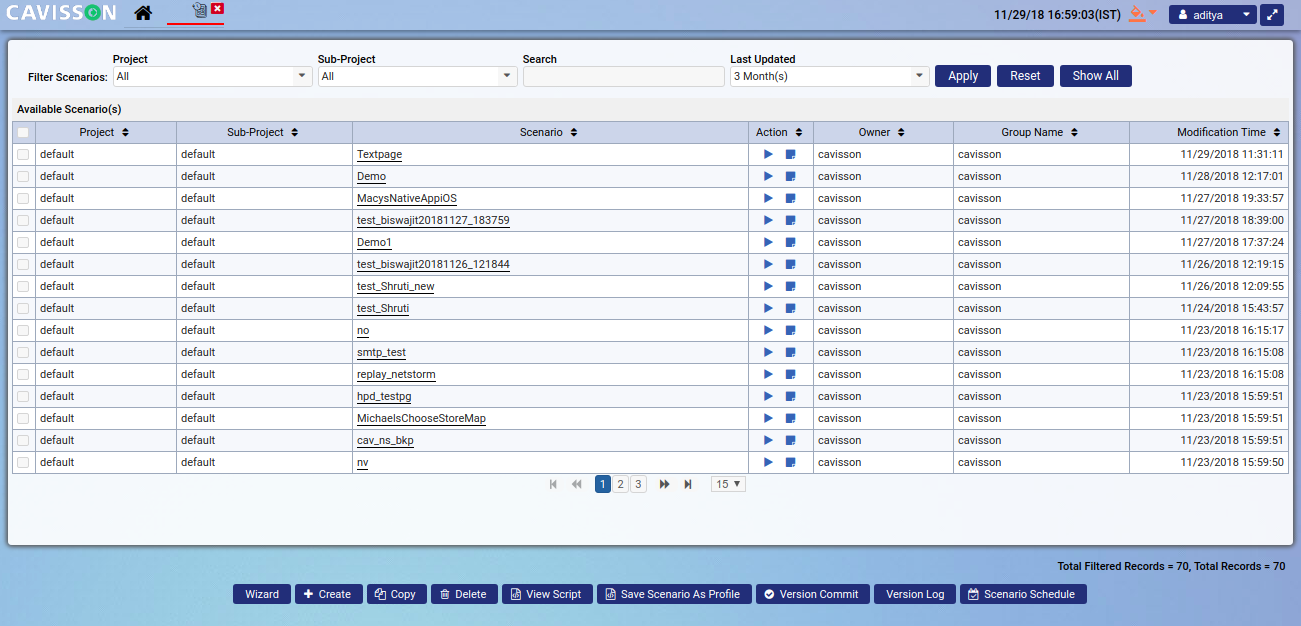 CAVISSON 11/29/18 16:59:03(IST) aditya
Project Sub-Project Search Last Updated
Filter Scenarios: All All 3 Month(s) Apply Reset Show All
Available Scenario(s)
Project Sub-Project Scenario Action Owner Group Name Modification Time
default default Textpage cavisson cavisson 11/29/2018 11:31:11
default default Demo cavisson cavisson 11/28/2018 12:17:01
default default MacysNativeAppiOS cavisson cavisson 11/27/2018 19:33:57
default default test_biswajit20181127_183759 cavisson cavisson 11/27/2018 18:39:00
default default Demo1 cavisson cavisson 11/27/2018 17:37:24
default default test_biswajit20181126_121844 cavisson cavisson 11/26/2018 12:19:15
default default test_Shruti_new cavisson cavisson 11/26/2018 12:09:55
default default test_Shruti cavisson cavisson 11/24/2018 15:43:57
default default no cavisson cavisson 11/23/2018 16:15:17
default default smtp_test cavisson cavisson 11/23/2018 16:15:08
default default replay_netstorm cavisson cavisson 11/23/2018 16:15:08
default default hpd_testpg cavisson cavisson 11/23/2018 15:59:51
default default MichaelsChooseStoreMap cavisson cavisson 11/23/2018 15:59:51
default default cav_ns_bkp cavisson cavisson 11/23/2018 15:59:51
default default nv cavisson cavisson 11/23/2018 15:59:50
1 2 3 15
Total Filtered Records = 70, Total Records = 70
Wizard Create Copy Delete View Script Save Scenario As Profile Version Commit Version Log Scenario Schedule